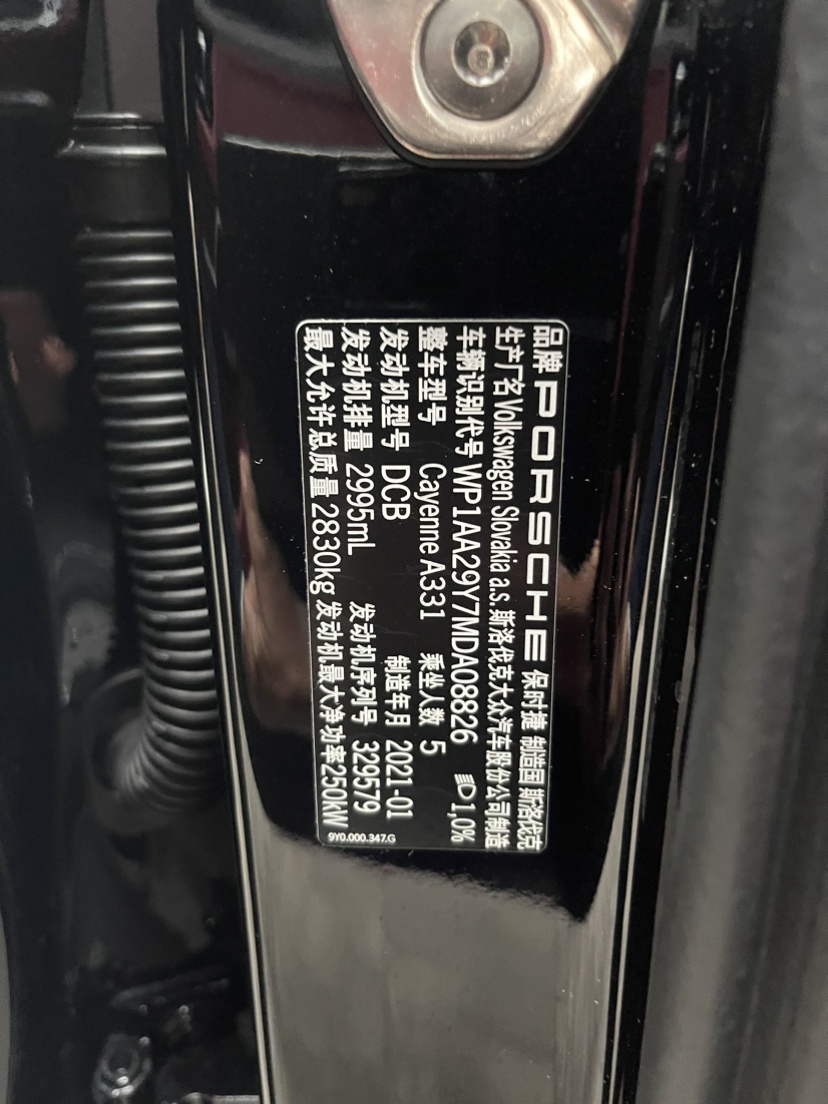 品牌 PORSCHE 保时捷 制造国 斯洛伐克
生产厂名 Volkswagen Slovakia a.s. 斯洛伐克大众汽车股份公司制造
车辆识别代号 WP1AA29Y7MDA08826 1,0%
整车型号 Cayenne A331 乘坐人数 5
发动机型号 DCB 制造年月 2021-01
发动机排量 2995mL 发动机序列号 329579
最大允许总质量 2830kg 发动机最大净功率250kW
9Y0.000.347.G